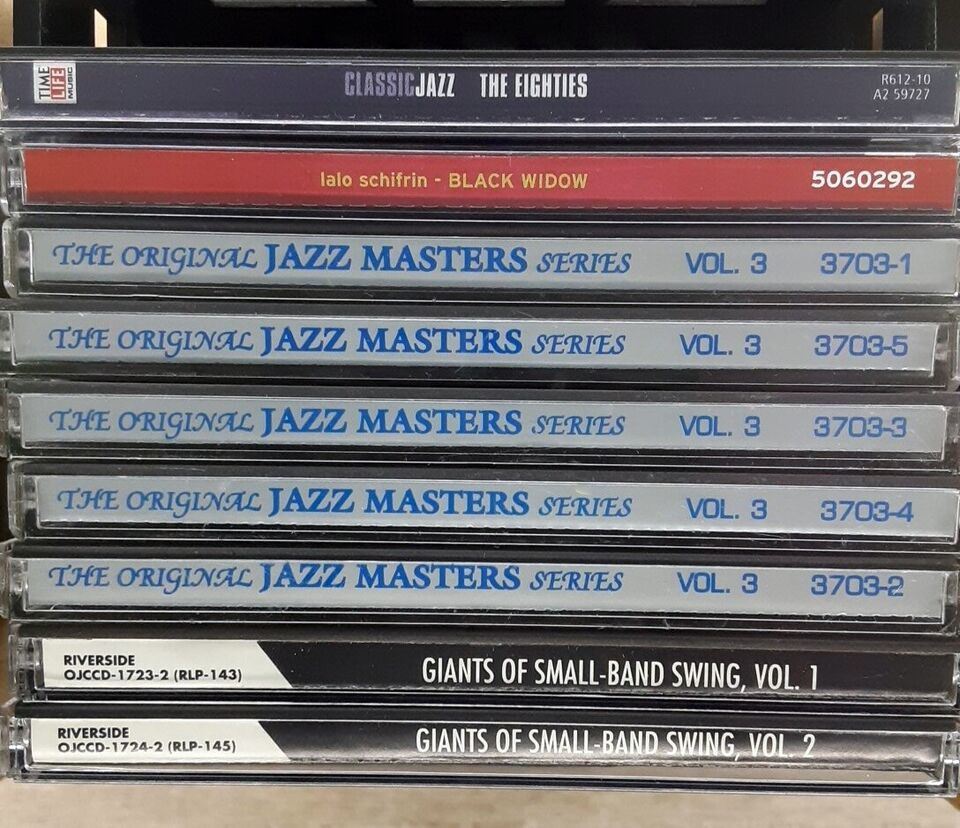 TIME LIFE MUSIC
CLASSICJAZZ THE EIGHTIES
R612-10
A2 59727
lalo schifrin - BLACK WIDOW 5060292
THE ORIGINAL JAZZ MASTERS SERIES VOL. 3 3703-1
THE ORIGINAL JAZZ MASTERS SERIES VOL. 3 3703-5
THE ORIGINAL JAZZ MASTERS SERIES VOL. 3 3703-3
THE ORIGINAL JAZZ MASTERS SERIES VOL. 3 3703-4
THE ORIGINAL JAZZ MASTERS SERIES VOL. 3 3703-2
RIVERSIDE
OJCCD-1723-2 (RLP-143)
GIANTS OF SMALL-BAND SWING, VOL. 1
RIVERSIDE
OJCCD-1724-2 (RLP-145)
GIANTS OF SMALL-BAND SWING, VOL. 2